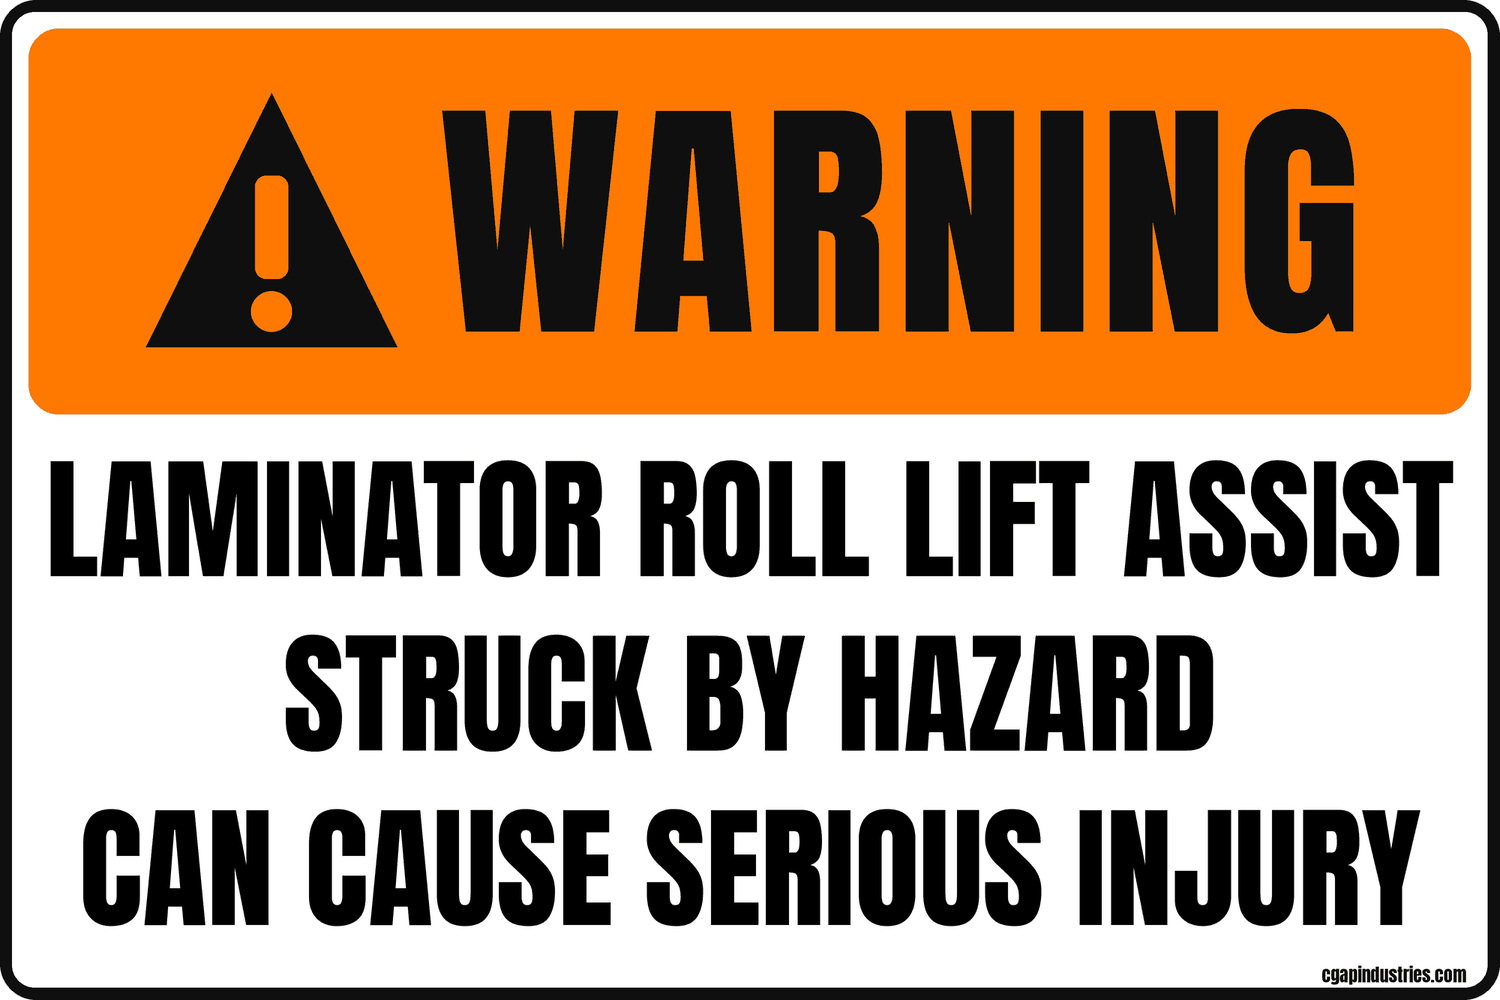 WARNING
LAMINATOR ROLL LIFT ASSIST
STRUCK BY HAZARD
CAN CAUSE SERIOUS INJURY
cgapindustries.com